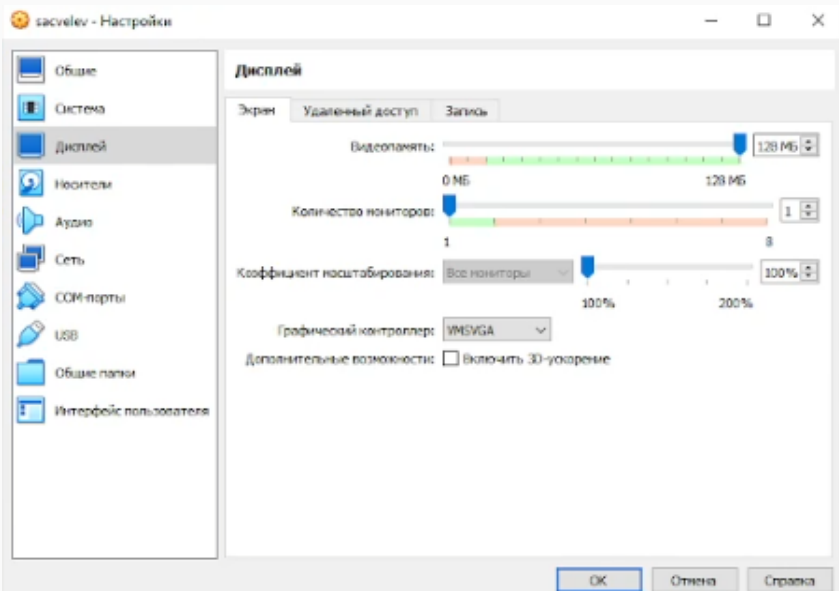 sacvelev - Настройки
Общие
Система
Дисплей
Носители
Аудио
Сеть
COM-порты
USB
Общие папки
Интерфейс пользователя
Дисплей
Экран Удаленный доступ Запись
Видеопамять: 128 МБ
0 МБ 128 МБ
Количество мониторов: 1
1 8
Коэффициент масштабирования: Все мониторы 100%
100% 200%
Графический контроллер: VMSVGA
Дополнительные возможности: Включить 3D-ускорение
OK Отмена Справка